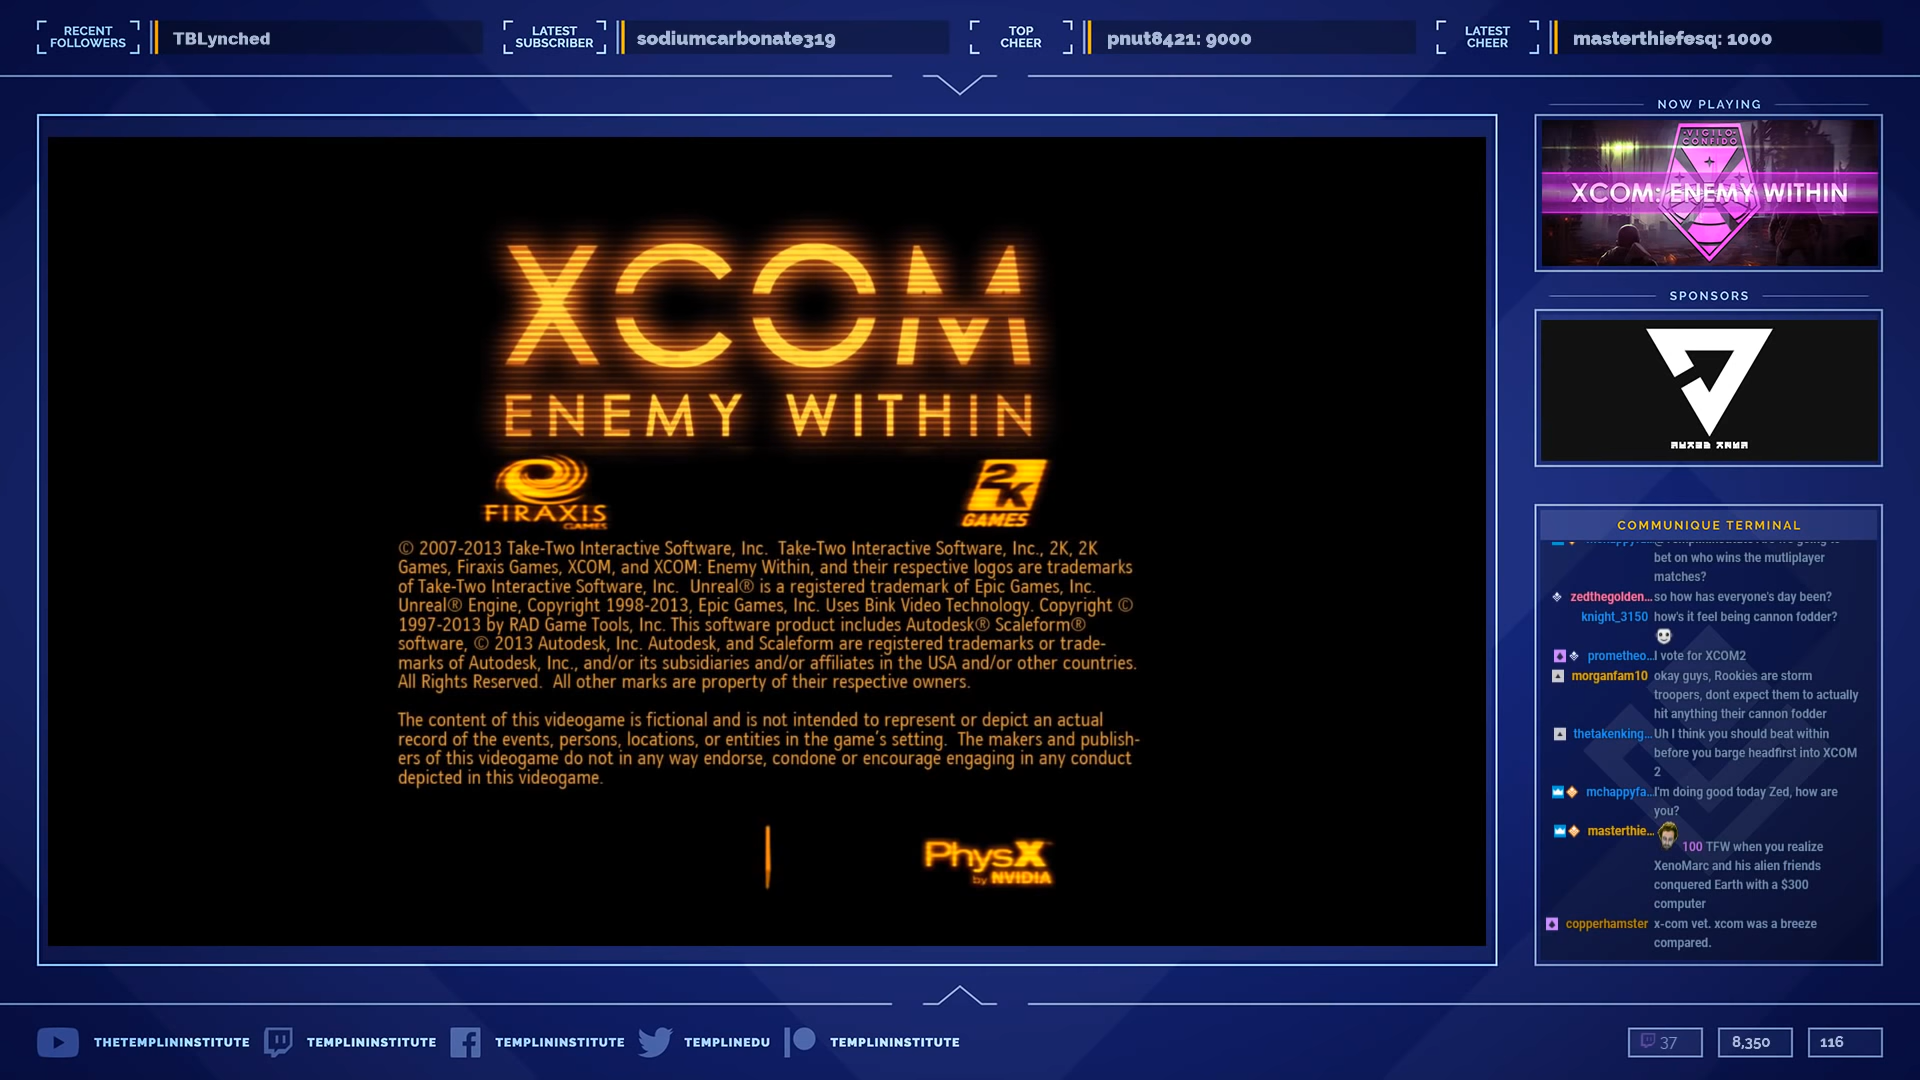 RECENT
FOLLOWERS
TBLynched
LATEST
SUBSCRIBER
sodiumcarbonate319
TOP
CHEER
pnut8421: 9000
LATEST
CHEER
masterthiefesq: 1000
XCOM
ENEMY WITHIN
FIRAXIS
GAMES
2K
GAMES
© 2007-2013 Take-Two Interactive Software, Inc.  Take-Two Interactive Software, Inc., 2K, 2K
Games, Firaxis Games, XCOM, and XCOM: Enemy Within, and their respective logos are trademarks
of Take-Two Interactive Software, Inc.  Unreal® is a registered trademark of Epic Games, Inc.
Unreal® Engine, Copyright 1998-2013, Epic Games, Inc. Uses Bink Video Technology. Copyright ©
1997-2013 by RAD Game Tools, Inc. This software product includes Autodesk® Scaleform®
software, © 2013 Autodesk, Inc. Autodesk, and Scaleform are registered trademarks or trade-
marks of Autodesk, Inc., and/or its subsidiaries and/or affiliates in the USA and/or other countries.
All Rights Reserved.  All other marks are property of their respective owners.
The content of this videogame is fictional and is not intended to represent or depict an actual
record of the events, persons, locations, or entities in the game's setting.  The makers and publish-
ers of this videogame do not in any way endorse, condone or encourage engaging in any conduct
depicted in this videogame.
PhysX
by NVIDIA
NOW PLAYING
VIGILO
CONFIDO
XCOM: ENEMY WITHIN
SPONSORS
COMMUNIQUE TERMINAL
bet on who wins the mutliplayer
matches?
zedthegolden... so how has everyone's day been?
knight_3150 how's it feel being cannon fodder?
prometheo... I vote for XCOM2
morganfam10 okay guys, Rookies are storm
troopers, dont expect them to actually
hit anything their cannon fodder
thetakenking... Uh I think you should beat within
before you barge headfirst into XCOM
2
mchappyfa... I'm doing good today Zed, how are
you?
masterthie...
100 TFW when you realize
XenoMarc and his alien friends
conquered Earth with a $300
computer
copperhamster x-com vet. xcom was a breeze
compared.
THETEMPLININSTITUTE
TEMPLININSTITUTE
TEMPLININSTITUTE
TEMPLINEDU
TEMPLININSTITUTE
37
8,350
116